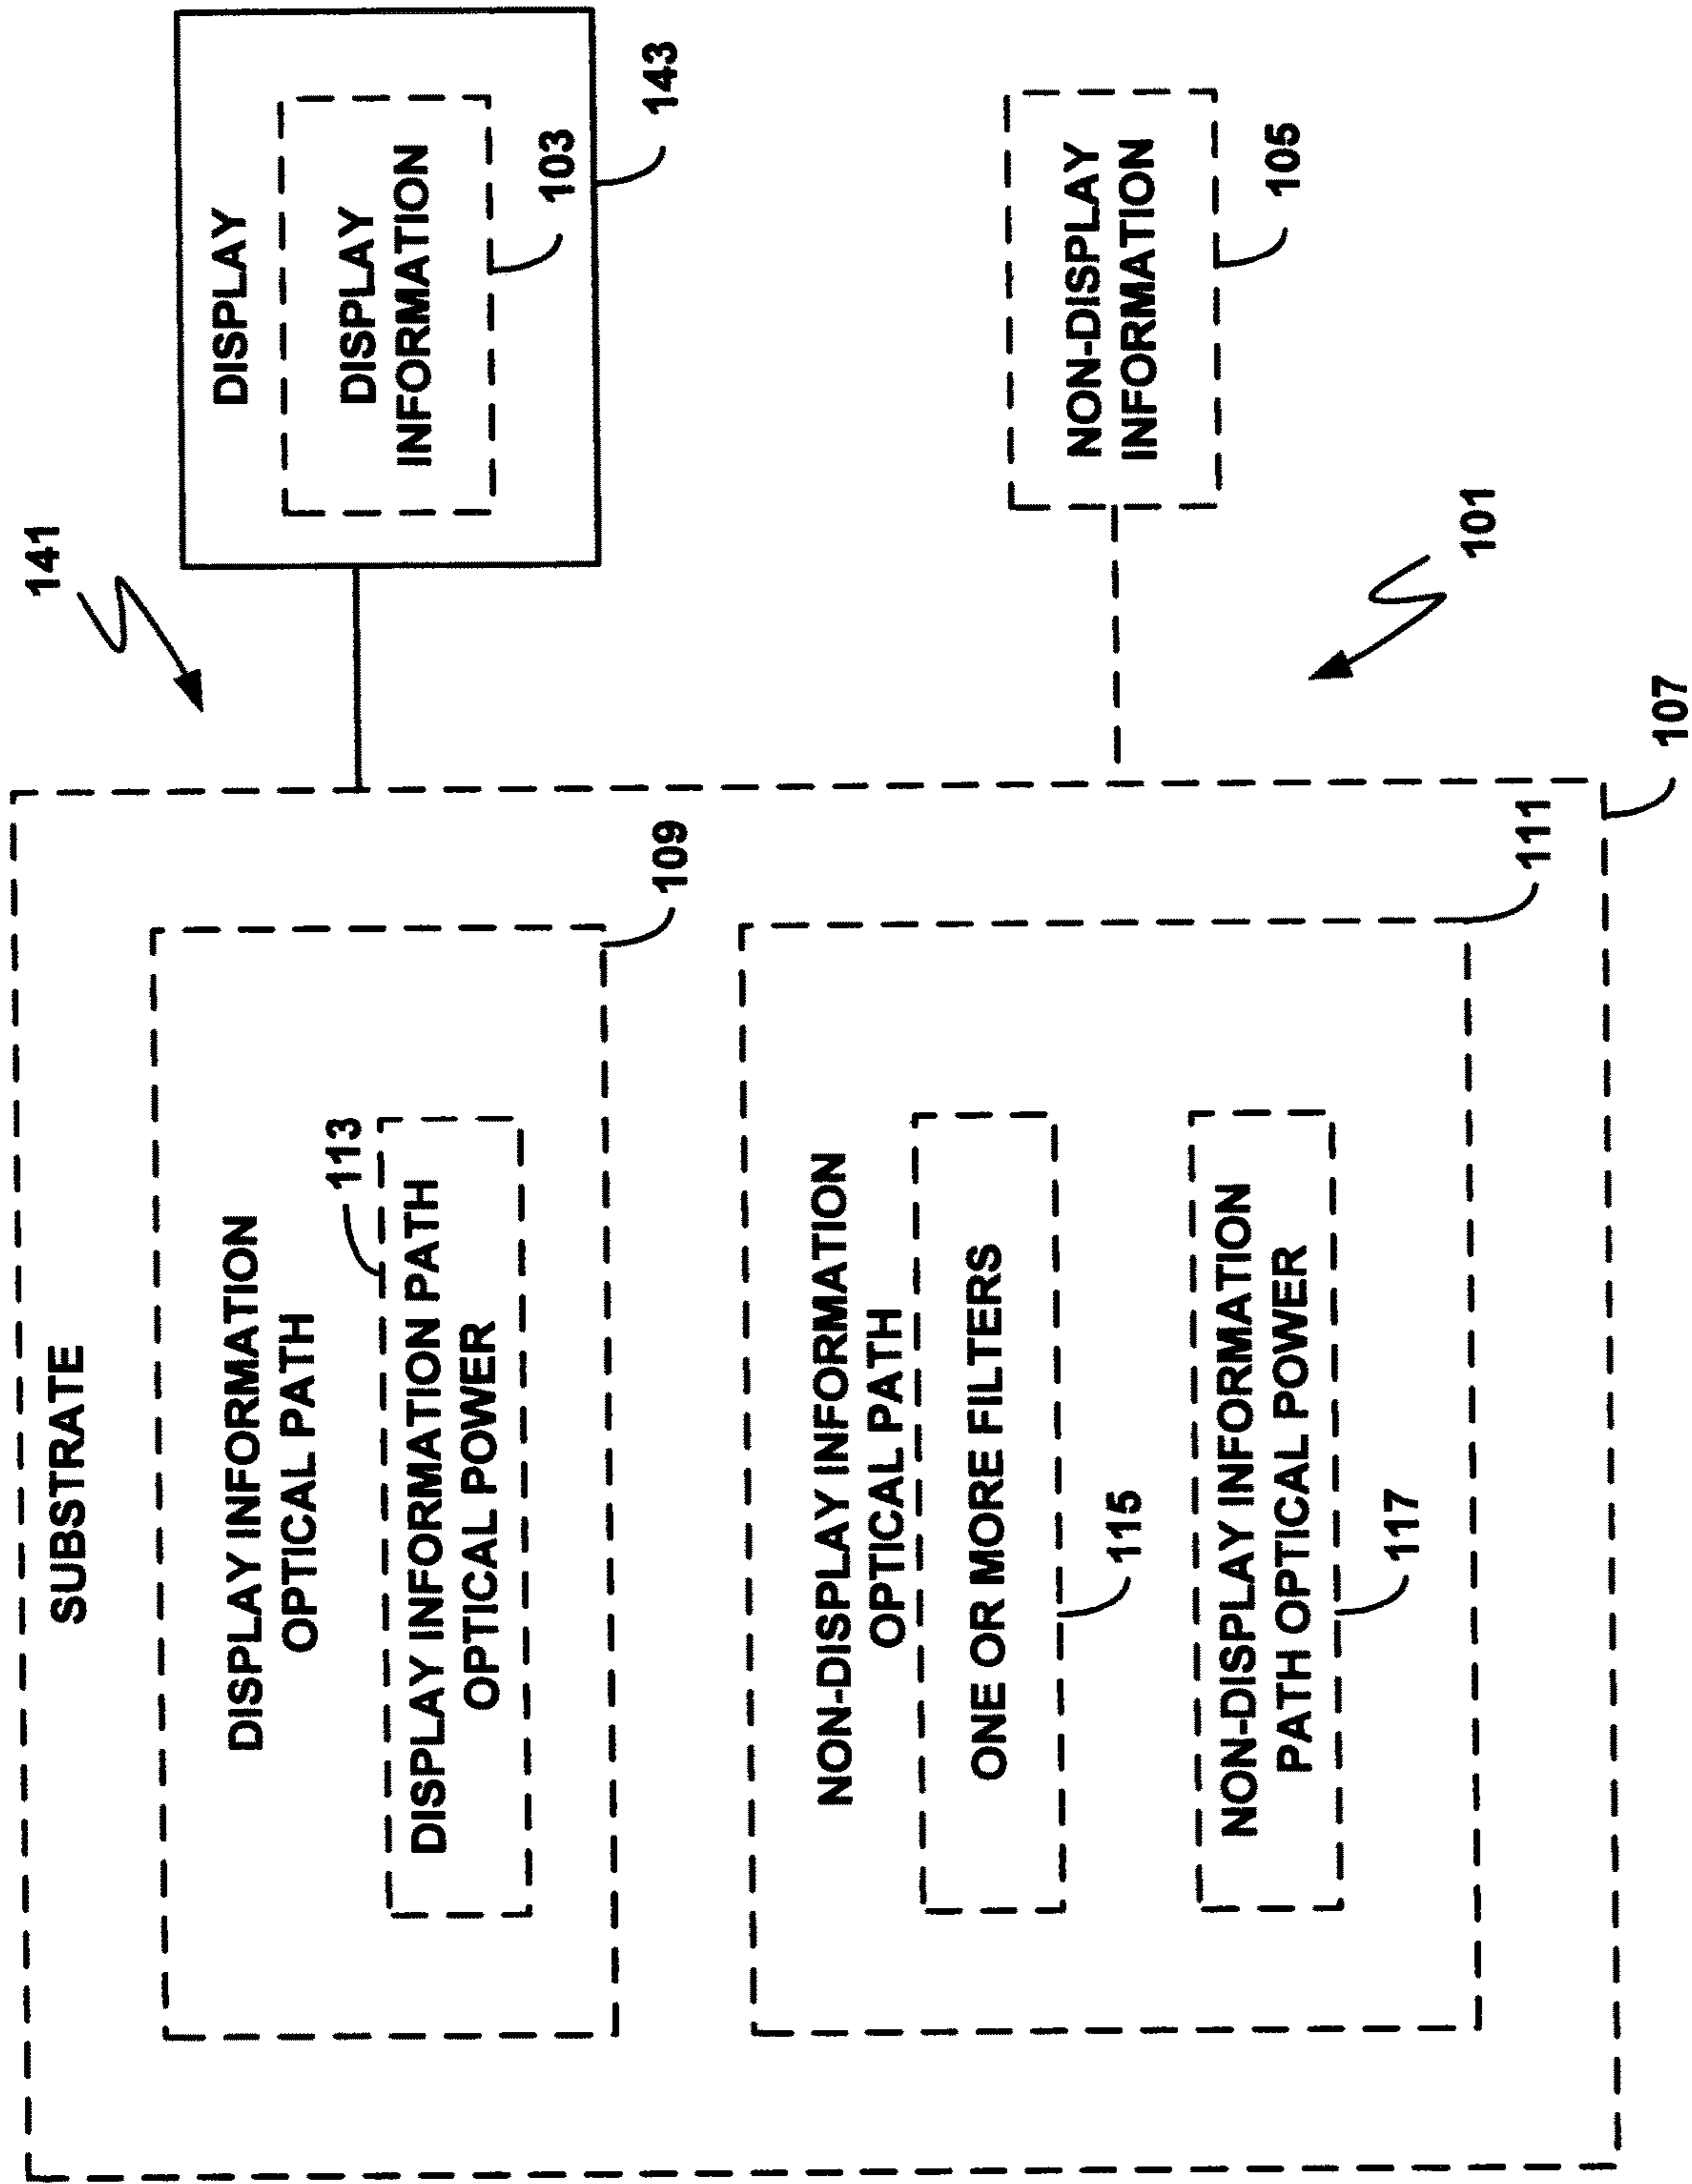 SUBSTRATE
DISPLAY INFORMATION
OPTICAL PATH
113
DISPLAY INFORMATION PATH
OPTICAL POWER
109
NON-DISPLAY INFORMATION
OPTICAL PATH
ONE OR MORE FILTERS
115
NON-DISPLAY INFORMATION
PATH OPTICAL POWER
117
111
107
141
DISPLAY
DISPLAY
INFORMATION
103
143
NON-DISPLAY
INFORMATION
105
101